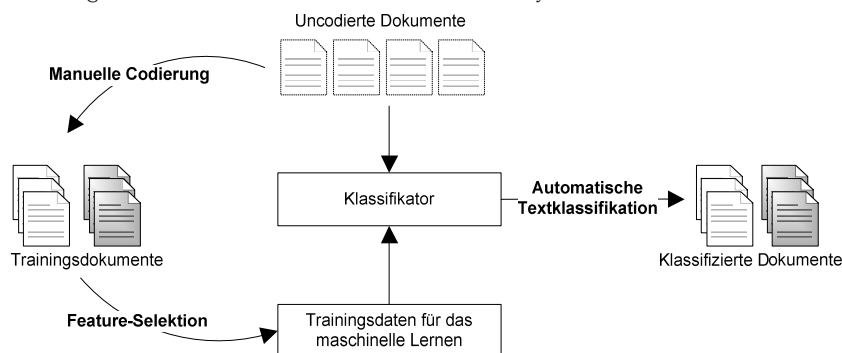 Uncodierte Dokumente
Manuelle Codierung
Klassifikator
Automatische
Textklassifikation
Trainingsdokumente
Klassifizierte Dokumente
Feature-Selektion
Trainingsdaten für das
maschinelle Lernen